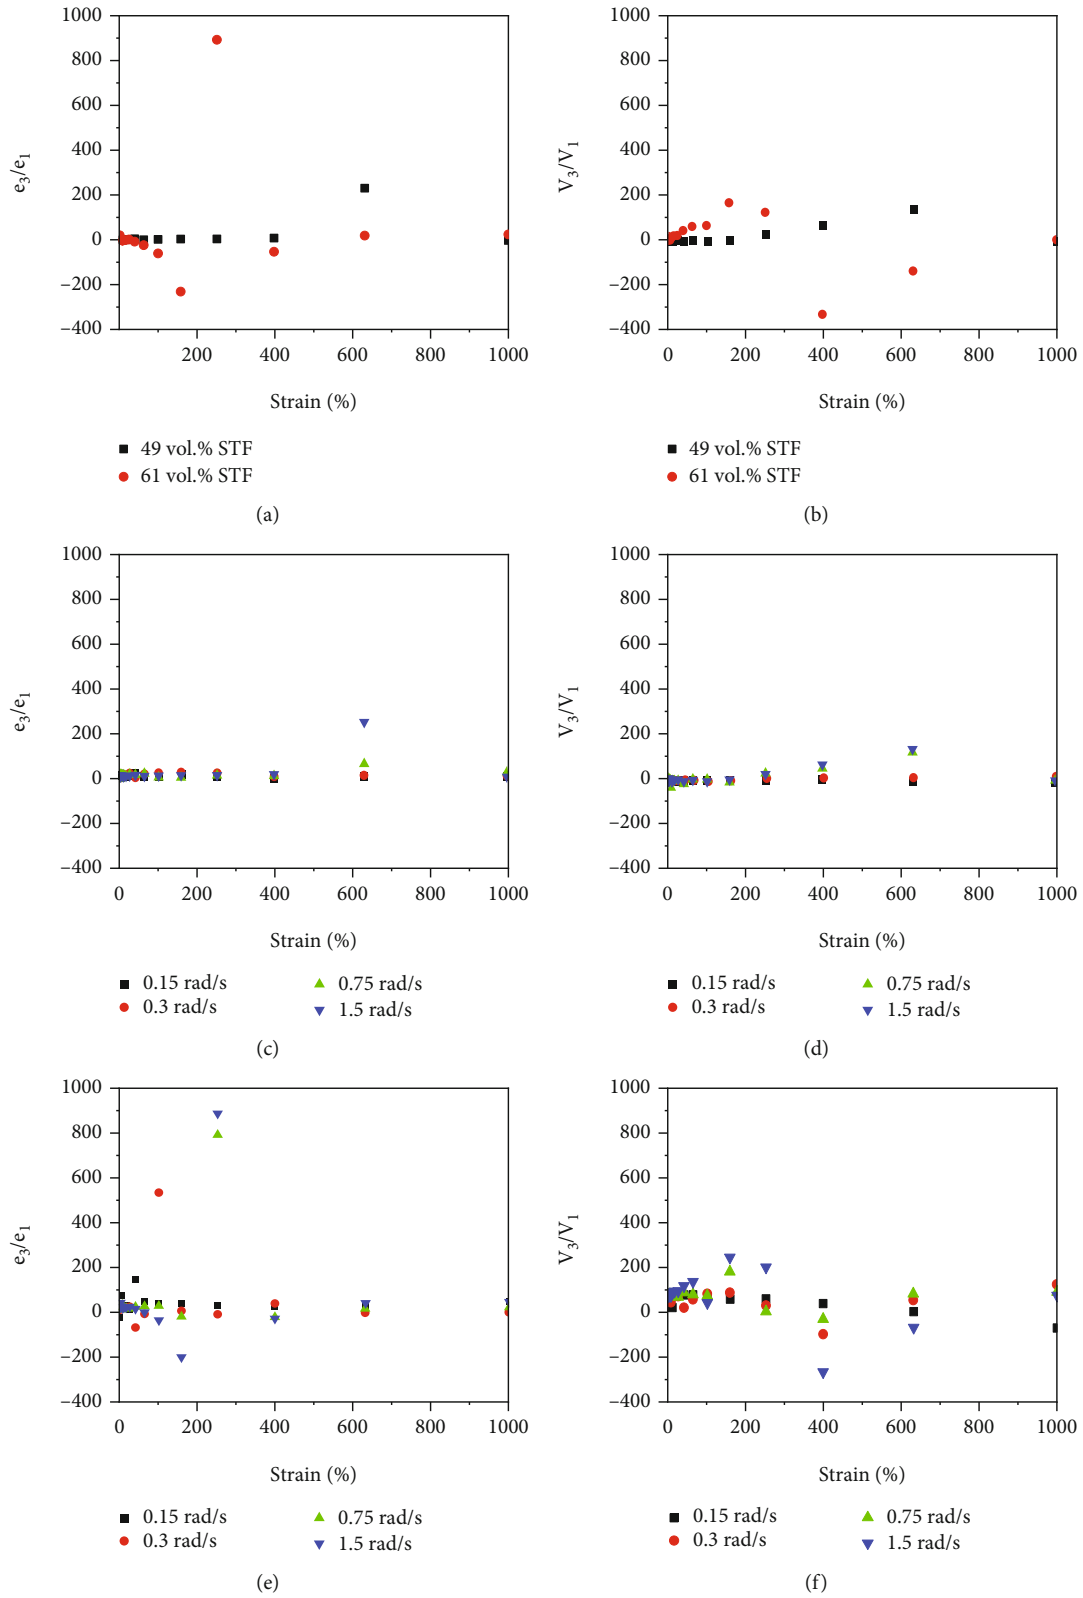 1000
800
600
400
200
0
−200
−400
e3/e1
200 400 600 800 1000
Strain (%)
49 vol.% STF
61 vol.% STF
(a)
1000
800
600
400
200
0
−200
−400
V3/V1
0 200 400 600 800 1000
Strain (%)
49 vol.% STF
61 vol.% STF
(b)
1000
800
600
400
200
0
−200
−400
e3/e1
0 200 400 600 800 1000
Strain (%)
0.15 rad/s 0.75 rad/s
0.3 rad/s 1.5 rad/s
(c)
1000
800
600
400
200
0
−200
−400
V3/V1
0 200 400 600 800 1000
Strain (%)
0.15 rad/s 0.75 rad/s
0.3 rad/s 1.5 rad/s
(d)
1000
800
600
400
200
0
−200
−400
e3/e1
0 200 400 600 800 1000
Strain (%)
0.15 rad/s 0.75 rad/s
0.3 rad/s 1.5 rad/s
(e)
1000
800
600
400
200
0
−200
−400
V3/V1
0 200 400 600 800 1000
Strain (%)
0.15 rad/s 0.75 rad/s
0.3 rad/s 1.5 rad/s
(f)